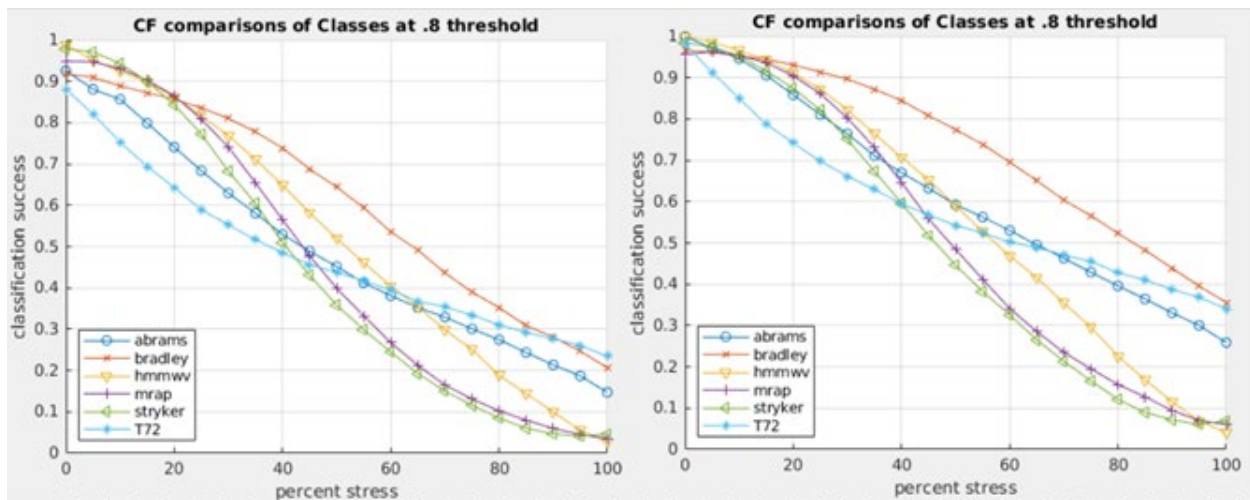 CF comparisons of Classes at .8 threshold
1
0.9
0.8
0.7
0.6
0.5
0.4
0.3
0.2
0.1
0
classification success
abrams
bradley
hmmwv
mrap
stryker
T72
0 20 40 60 80 100
percent stress
CF comparisons of Classes at .8 threshold
1
0.9
0.8
0.7
0.6
0.5
0.4
0.3
0.2
0.1
0
classification success
abrams
bradley
hmmwv
mrap
stryker
T72
0 20 40 60 80 100
percent stress